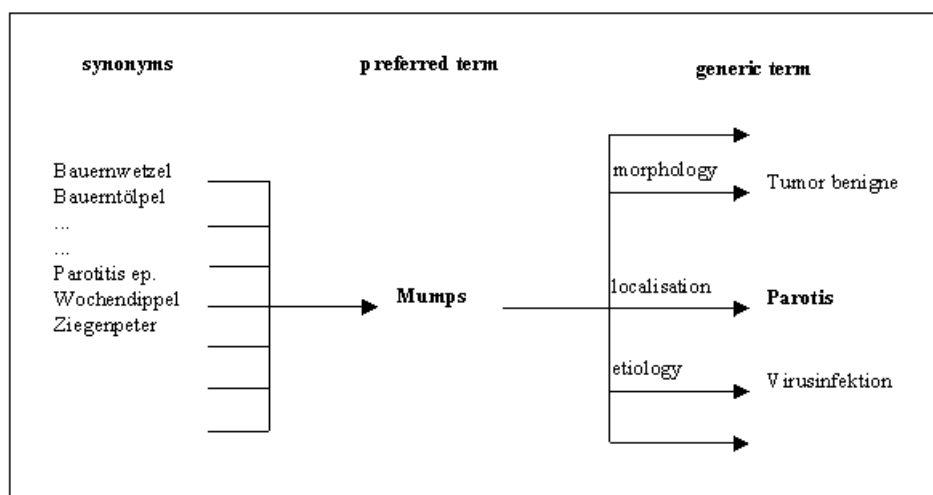 synonyms
preferred term
generic term
Bauernwetzel
Bauerntölpel
...
...
Parotitis ep.
Wochendippel
Ziegenpeter
Mumps
morphology
Tumor benigne
localisation
Parotis
etiology
Virusinfektion